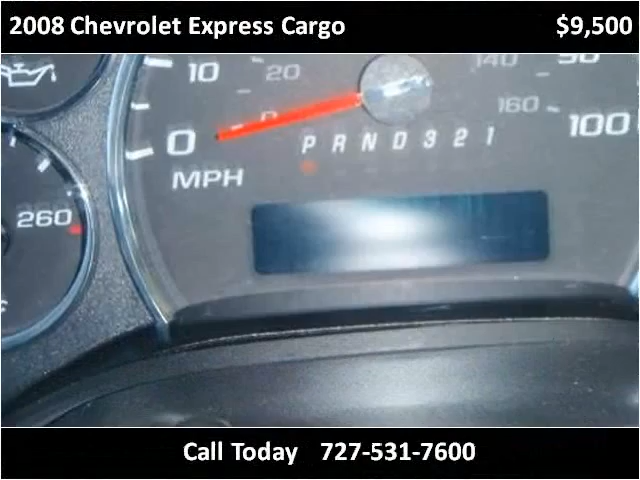 2008 Chevrolet Express Cargo $9,500
10 20 140
160 100
0 0 P R N D 3 2 1
MPH
260
Call Today 727-531-7600